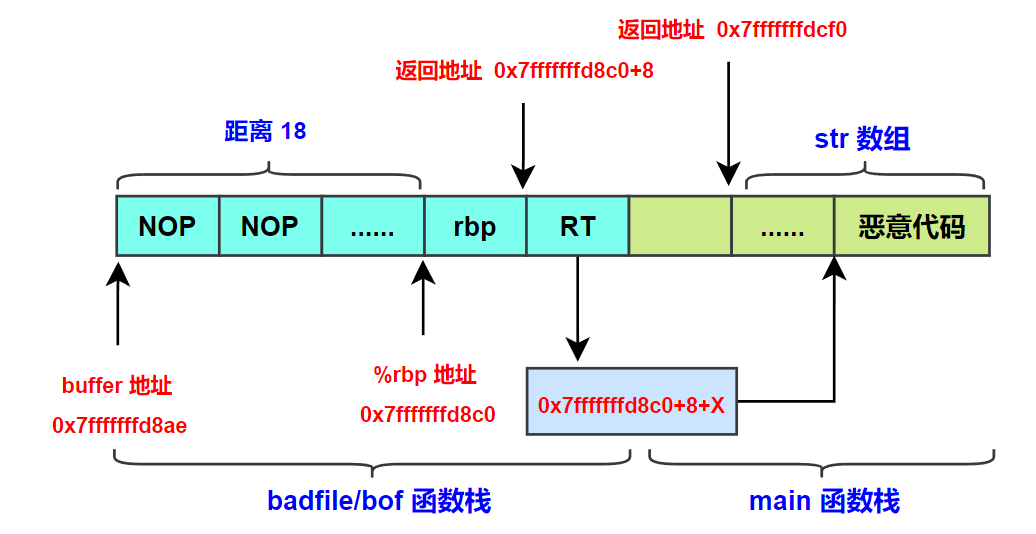 返回地址 0x7fffffffdcf0
返回地址 0x7fffffffd8c0+8
距离 18
str 数组
NOP
NOP
......
rbp
RT
......
恶意代码
buffer 地址
0x7fffffffd8ae
%rbp 地址
0x7fffffffd8c0
0x7fffffffd8c0+8+X
badfile/bof 函数栈
main 函数栈